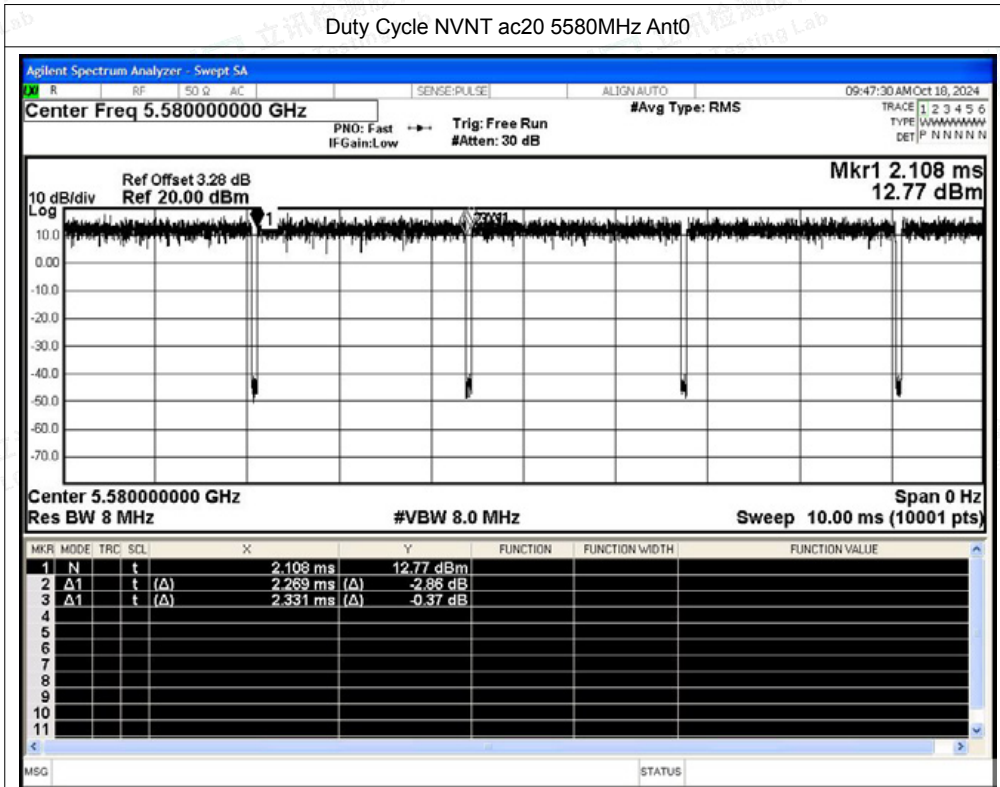 Duty Cycle NVNT ac20 5580MHz Ant0
Agilent Spectrum Analyzer - Swept SA
R RF 50 Ω AC SENSE:PULSE ALIGN AUTO 09:47:30 AM Oct 18, 2024
Center Freq 5.580000000 GHz #Avg Type: RMS TRACE 1 2 3 4 5 6
PNO: Fast Trig: Free Run TYPE WWWWWW
IFGain:Low #Atten: 30 dB DET P N N N N N
Mkr1 2.108 ms
Ref Offset 3.28 dB
10 dB/div Ref 20.00 dBm 12.77 dBm
Log
1
10.0
0.00
-10.0
-20.0
-30.0
-40.0
-50.0
-60.0
-70.0
Center 5.580000000 GHz Span 0 Hz
Res BW 8 MHz #VBW 8.0 MHz Sweep 10.00 ms (10001 pts)
MKR MODE TRC SCL X Y FUNCTION FUNCTION WIDTH FUNCTION VALUE
1 N t 2.108 ms 12.77 dBm
2 Δ1 t (Δ) 2.269 ms (Δ) -2.86 dB
3 Δ1 t (Δ) 2.331 ms (Δ) -0.37 dB
4
5
6
7
8
9
10
11
MSG STATUS